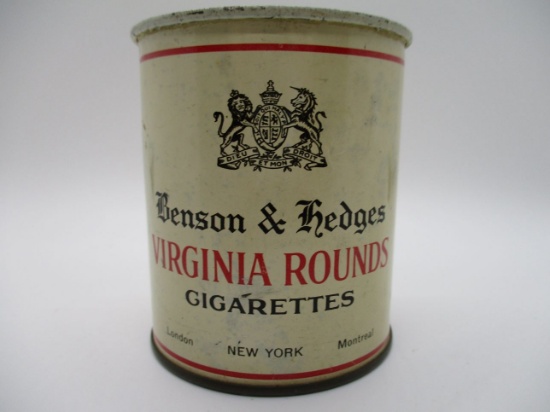 DIEU ET MON DROIT
Benson & Hedges
VIRGINIA ROUNDS
CIGARETTES
London NEW YORK Montreal